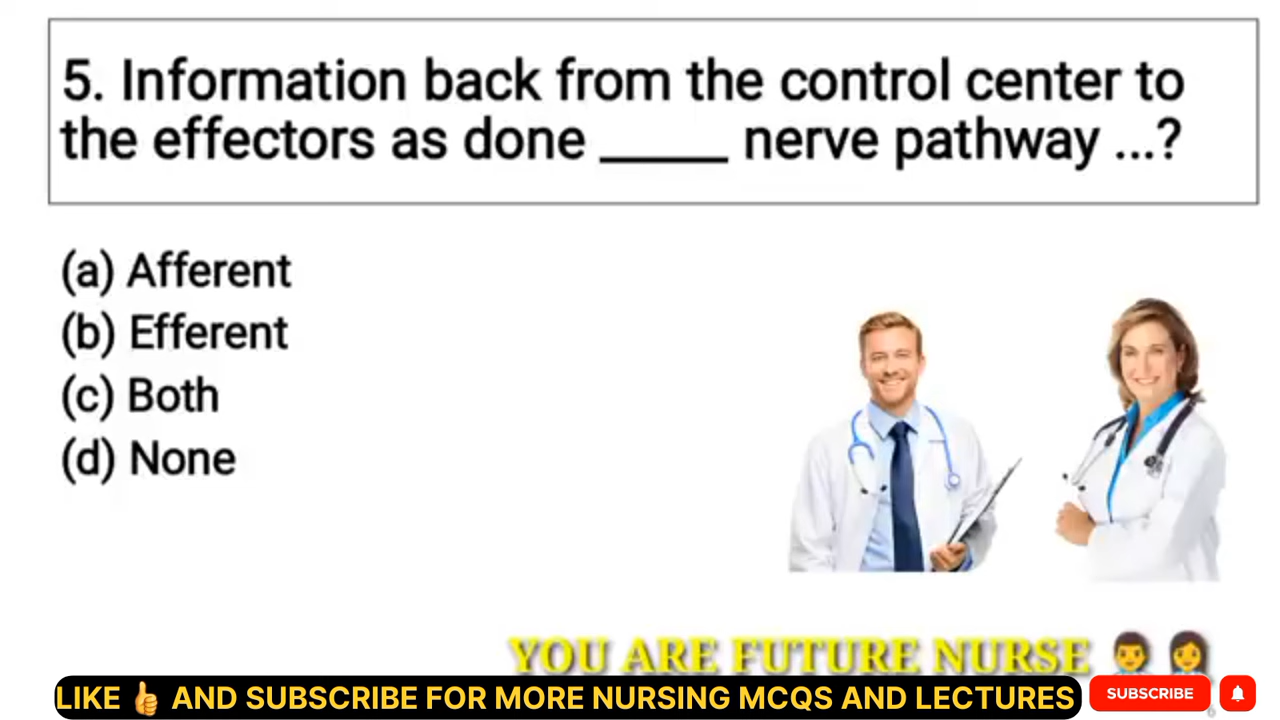 5. Information back from the control center to
the effectors as done _____ nerve pathway ...?
(a) Afferent
(b) Efferent
(c) Both
(d) None
YOU ARE FUTURE NURSE 👨‍⚕️ 👩‍⚕️
LIKE 👍 AND SUBSCRIBE FOR MORE NURSING MCQS AND LECTURES
SUBSCRIBE